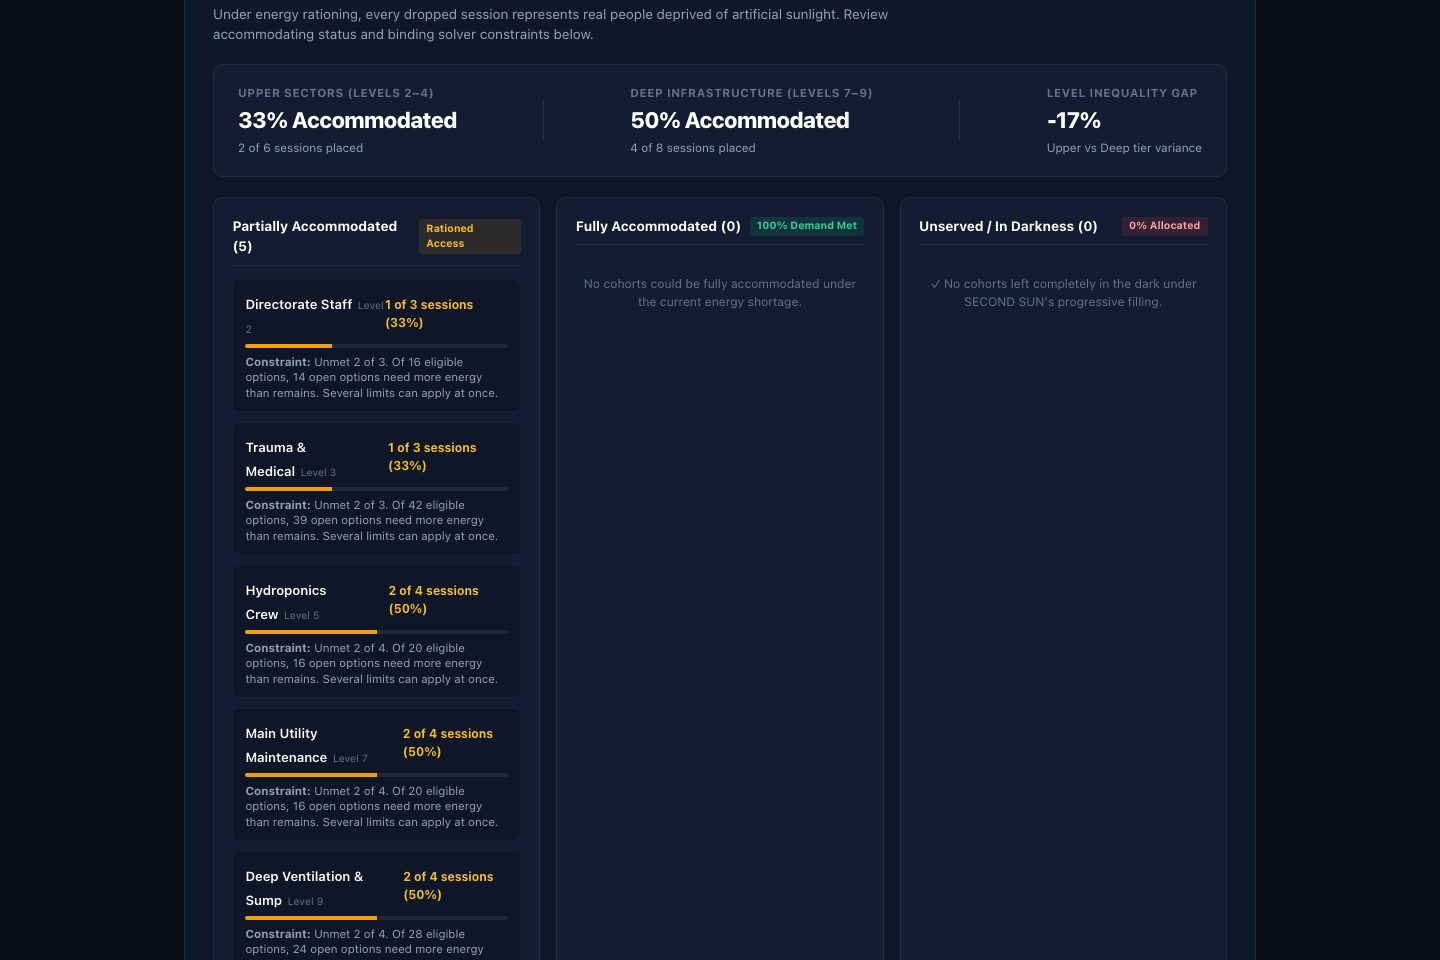 Under energy rationing, every dropped session represents real people deprived of artificial sunlight. Review
accommodating status and binding solver constraints below.
UPPER SECTORS (LEVELS 2–4)
33% Accommodated
2 of 6 sessions placed
DEEP INFRASTRUCTURE (LEVELS 7–9)
50% Accommodated
4 of 8 sessions placed
LEVEL INEQUALITY GAP
-17%
Upper vs Deep tier variance
Partially Accommodated
(5)
Rationed
Access
Directorate Staff Level
2
1 of 3 sessions
(33%)
Constraint: Unmet 2 of 3. Of 16 eligible
options, 14 open options need more energy
than remains. Several limits can apply at once.
Trauma &
Medical Level 3
1 of 3 sessions
(33%)
Constraint: Unmet 2 of 3. Of 42 eligible
options, 39 open options need more energy
than remains. Several limits can apply at once.
Hydroponics
Crew Level 5
2 of 4 sessions
(50%)
Constraint: Unmet 2 of 4. Of 20 eligible
options, 16 open options need more energy
than remains. Several limits can apply at once.
Main Utility
Maintenance Level 7
2 of 4 sessions
(50%)
Constraint: Unmet 2 of 4. Of 20 eligible
options, 16 open options need more energy
than remains. Several limits can apply at once.
Deep Ventilation &
Sump Level 9
2 of 4 sessions
(50%)
Constraint: Unmet 2 of 4. Of 28 eligible
options, 24 open options need more energy
Fully Accommodated (0)
100% Demand Met
No cohorts could be fully accommodated under
the current energy shortage.
Unserved / In Darkness (0)
0% Allocated
✓ No cohorts left completely in the dark under
SECOND SUN's progressive filling.